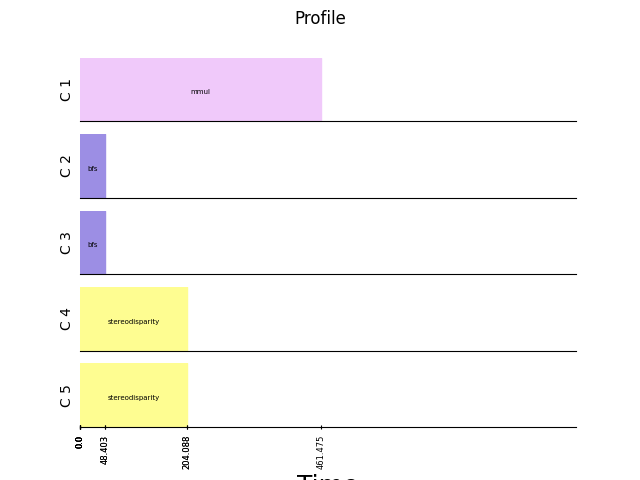 Profile
C 1
mmul
C 2
bfs
C 3
bfs
C 4
stereodisparity
C 5
stereodisparity
0.0
48.403
204.088
461.475
Time